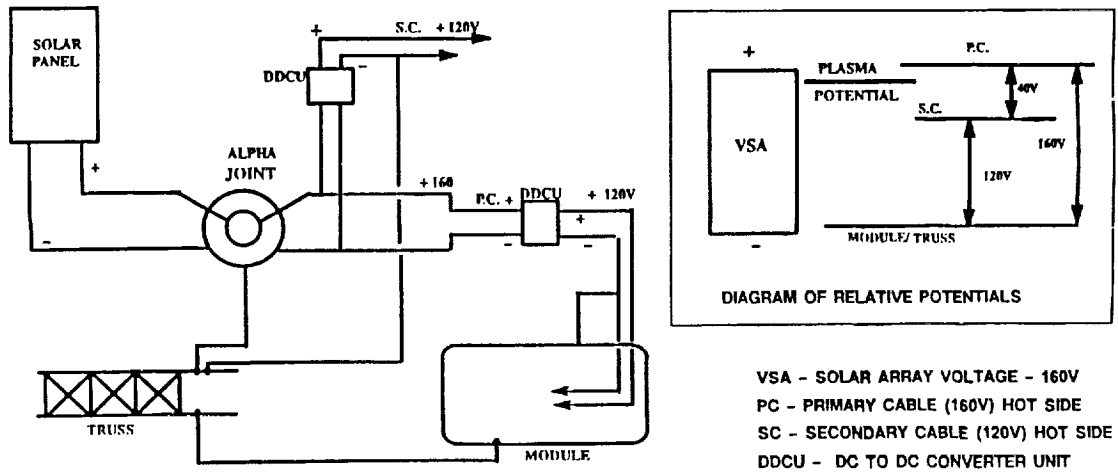 SOLAR
PANEL
+
-
+
S.C. +120V
-
DDCU
ALPHA
JOINT
+160
P.C. +
-
DDCU
+ 120V
+
-
TRUSS
MODULE
+
VSA
-
PLASMA
POTENTIAL
P.C.
S.C.
40V
160V
120V
MODULE/TRUSS
DIAGRAM OF RELATIVE POTENTIALS
VSA - SOLAR ARRAY VOLTAGE - 160V
PC - PRIMARY CABLE (160V) HOT SIDE
SC - SECONDARY CABLE (120V) HOT SIDE
DDCU - DC TO DC CONVERTER UNIT